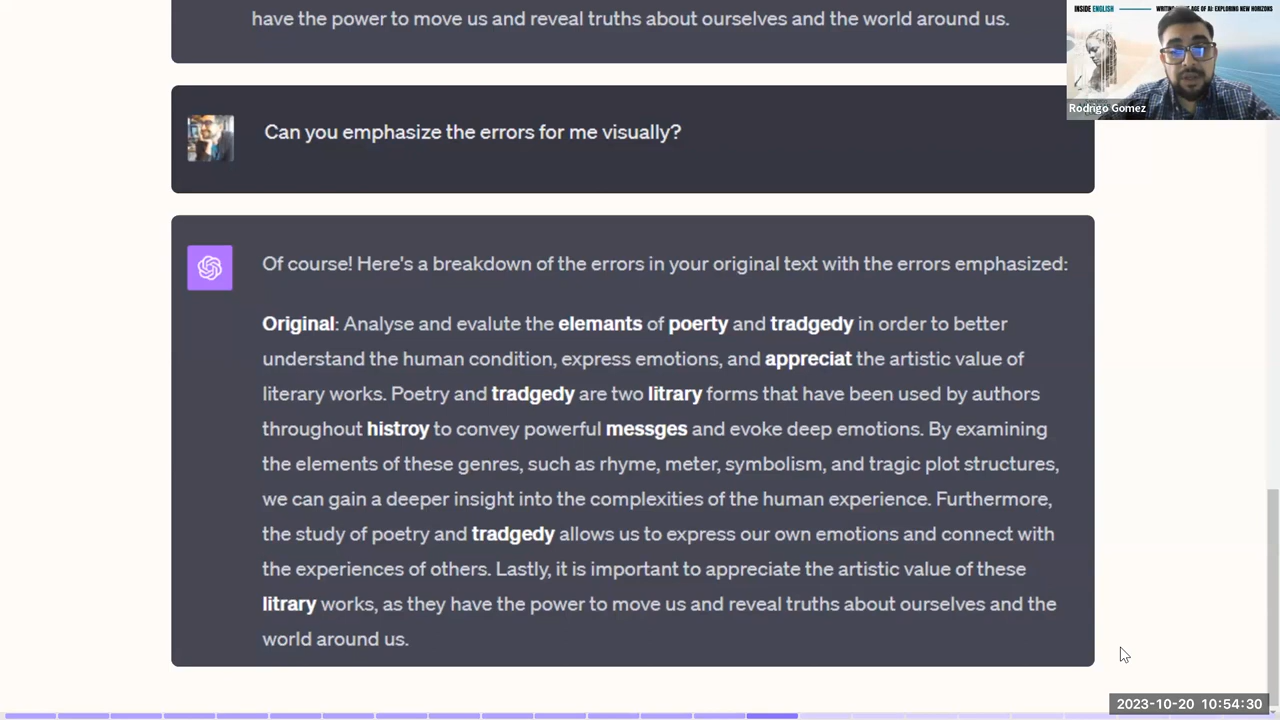 have the power to move us and reveal truths about ourselves and the world around us.
INSIDE ENGLISH
AGE OF AI: EXPLORING NEW HORIZONS
Rodrigo Gomez
Can you emphasize the errors for me visually?
Of course! Here's a breakdown of the errors in your original text with the errors emphasized:
Original: Analyse and evalute the elemants of poerty and tradgedy in order to better
understand the human condition, express emotions, and appreciat the artistic value of
literary works. Poetry and tradgedy are two litrary forms that have been used by authors
throughout histroy to convey powerful messges and evoke deep emotions. By examining
the elements of these genres, such as rhyme, meter, symbolism, and tragic plot structures,
we can gain a deeper insight into the complexities of the human experience. Furthermore,
the study of poetry and tradgedy allows us to express our own emotions and connect with
the experiences of others. Lastly, it is important to appreciate the artistic value of these
litrary works, as they have the power to move us and reveal truths about ourselves and the
world around us.
2023-10-20 10:54:30